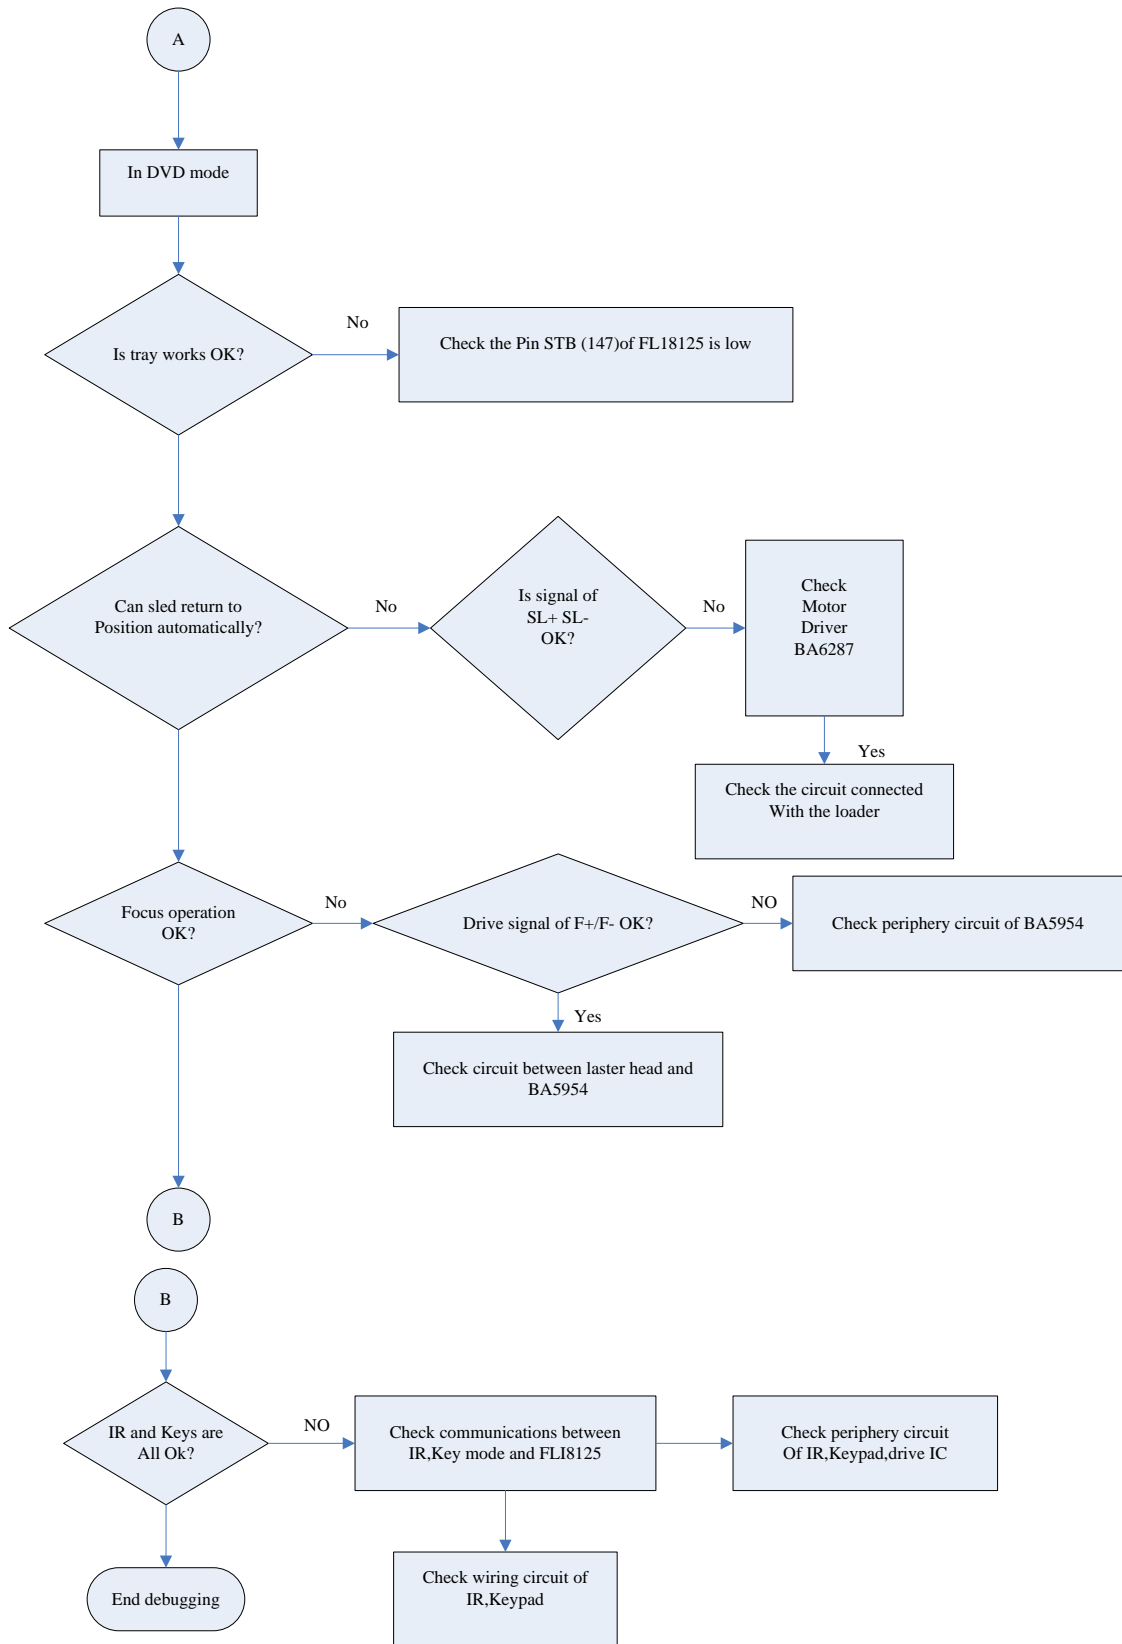 A
In DVD mode
Is tray works OK?
No
Check the Pin STB (147)of FL18125 is low
Can sled return to
Position automatically?
No
Is signal of
SL+ SL-
OK?
No
Check
Motor
Driver
BA6287
Yes
Check the circuit connected
With the loader
Focus operation
OK?
No
Drive signal of F+/F- OK?
NO
Check periphery circuit of BA5954
Yes
Check circuit between laster head and
BA5954
B
B
IR and Keys are
All Ok?
NO
Check communications between
IR,Key mode and FLI8125
Check periphery circuit
Of IR,Keypad,drive IC
Check wiring circuit of
IR,Keypad
End debugging